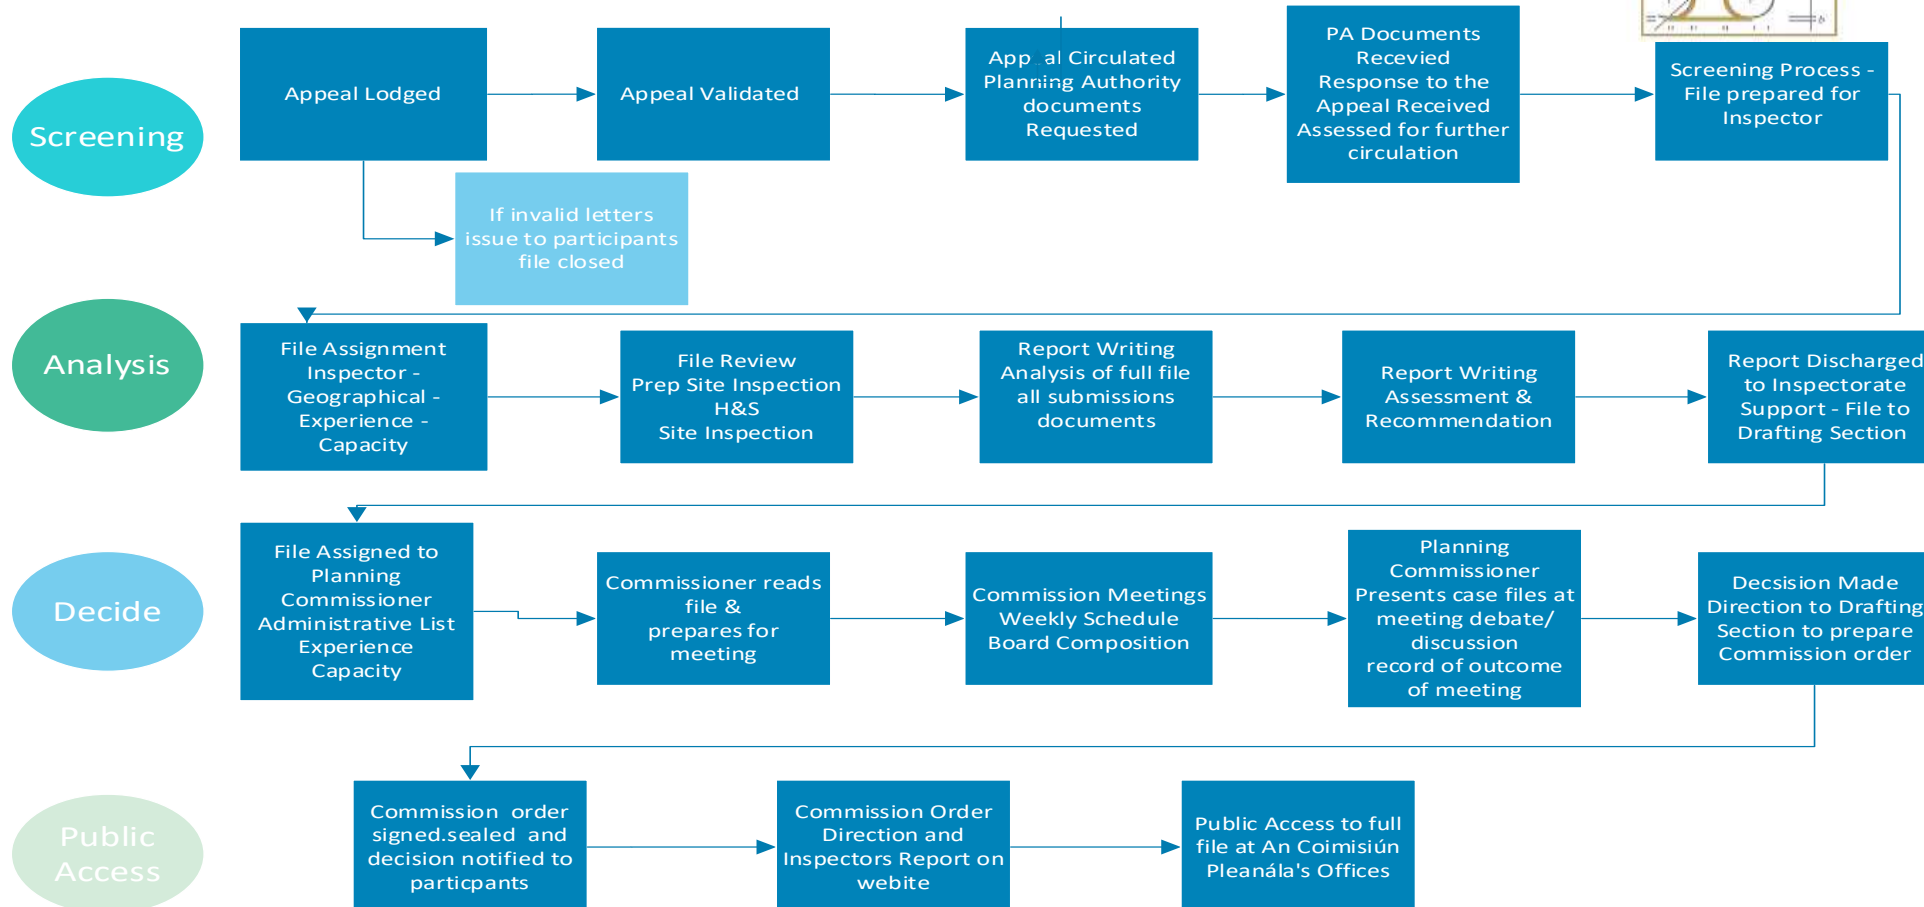 Screening
Appeal Lodged
Appeal Validated
Appeal Circulated
Planning Authority
documents
Requested
PA Documents
Recevied
Response to the
Appeal Received
Assessed for further
circulation
Screening Process -
File prepared for
Inspector
If invalid letters
issue to participants
file closed
Analysis
File Assignment
Inspector -
Geographical -
Experience -
Capacity
File Review
Prep Site Inspection
H&S
Site Inspection
Report Writing
Analysis of full file
all submissions
documents
Report Writing
Assessment &
Recommendation
Report Discharged
to Inspectorate
Support - File to
Drafting Section
Decide
File Assigned to
Planning
Commissioner
Administrative List
Experience
Capacity
Commissioner reads
file &
prepares for
meeting
Commission Meetings
Weekly Schedule
Board Composition
Planning
Commissioner
Presents case files at
meeting debate/
discussion
record of outcome
of meeting
Decsision Made
Direction to Drafting
Section to prepare
Commission order
Public
Access
Commission order
signed.sealed and
decision notified to
particpants
Commission Order
Direction and
Inspectors Report on
webite
Public Access to full
file at An Coimisiún
Pleanála's Offices